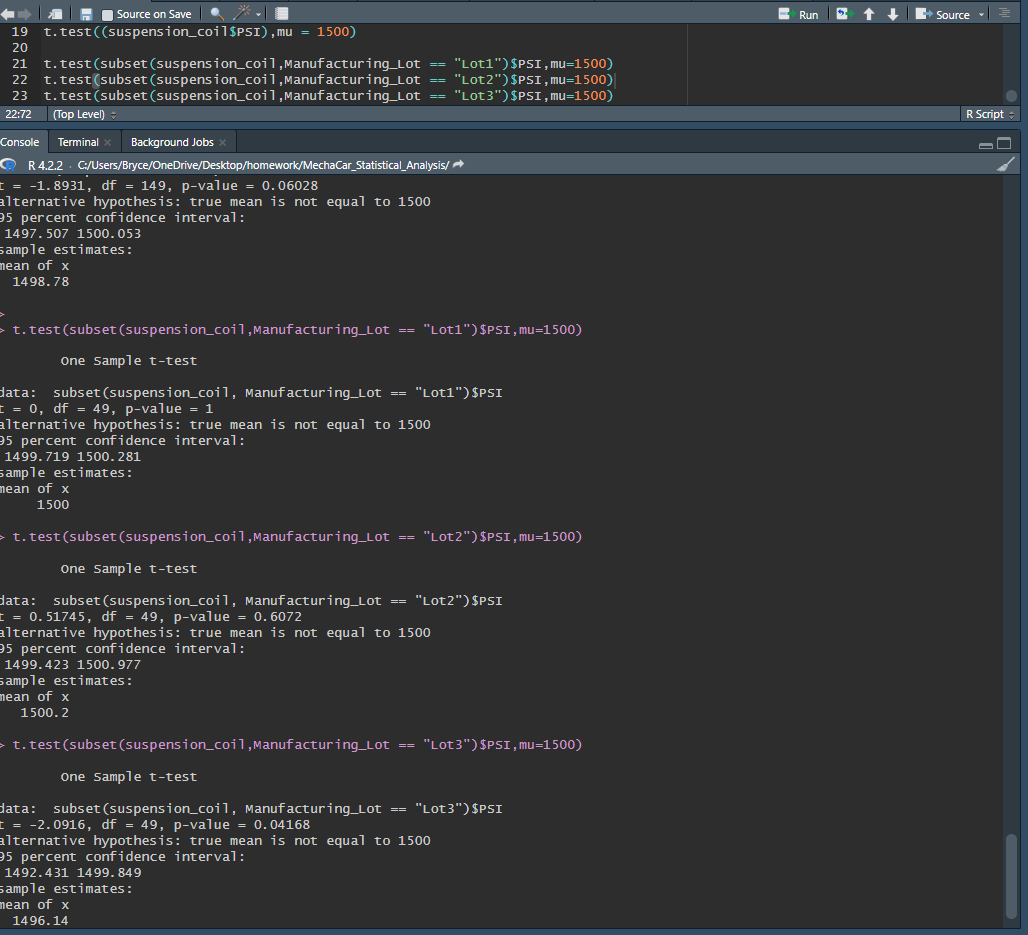 Source on Save
Run
Source
19 t.test((suspension_coil$PSI),mu = 1500)
20
21 t.test(subset(suspension_coil,Manufacturing_Lot == "Lot1")$PSI,mu=1500)
22 t.test(subset(suspension_coil,Manufacturing_Lot == "Lot2")$PSI,mu=1500)
23 t.test(subset(suspension_coil,Manufacturing_Lot == "Lot3")$PSI,mu=1500)
22:72 (Top Level) R Script
Console Terminal Background Jobs
R 4.2.2 · C:/Users/Bryce/OneDrive/Desktop/homework/MechaCar_Statistical_Analysis/
t = -1.8931, df = 149, p-value = 0.06028
alternative hypothesis: true mean is not equal to 1500
95 percent confidence interval:
1497.507 1500.053
sample estimates:
mean of x
1498.78
>
> t.test(subset(suspension_coil,Manufacturing_Lot == "Lot1")$PSI,mu=1500)
One Sample t-test
data: subset(suspension_coil, Manufacturing_Lot == "Lot1")$PSI
t = 0, df = 49, p-value = 1
alternative hypothesis: true mean is not equal to 1500
95 percent confidence interval:
1499.719 1500.281
sample estimates:
mean of x
1500
> t.test(subset(suspension_coil,Manufacturing_Lot == "Lot2")$PSI,mu=1500)
One Sample t-test
data: subset(suspension_coil, Manufacturing_Lot == "Lot2")$PSI
t = 0.51745, df = 49, p-value = 0.6072
alternative hypothesis: true mean is not equal to 1500
95 percent confidence interval:
1499.423 1500.977
sample estimates:
mean of x
1500.2
> t.test(subset(suspension_coil,Manufacturing_Lot == "Lot3")$PSI,mu=1500)
One Sample t-test
data: subset(suspension_coil, Manufacturing_Lot == "Lot3")$PSI
t = -2.0916, df = 49, p-value = 0.04168
alternative hypothesis: true mean is not equal to 1500
95 percent confidence interval:
1492.431 1499.849
sample estimates:
mean of x
1496.14